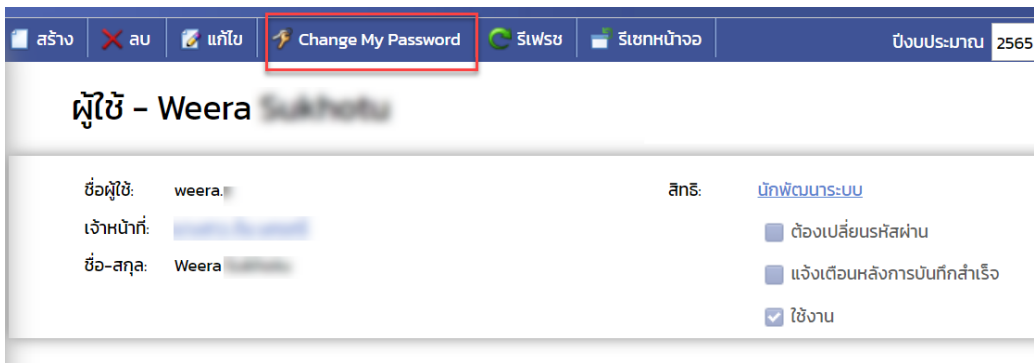 สร้าง ลบ แก้ไข Change My Password รีเฟรช รีเซทหน้าจอ ปีงบประมาณ 2565
ผู้ใช้ – Weera
ชื่อผู้ใช้: weera. สิทธิ: นักพัฒนาระบบ
เจ้าหน้าที่: ต้องเปลี่ยนรหัสผ่าน
ชื่อ-สกุล: Weera แจ้งเตือนหลังการบันทึกสำเร็จ
ใช้งาน